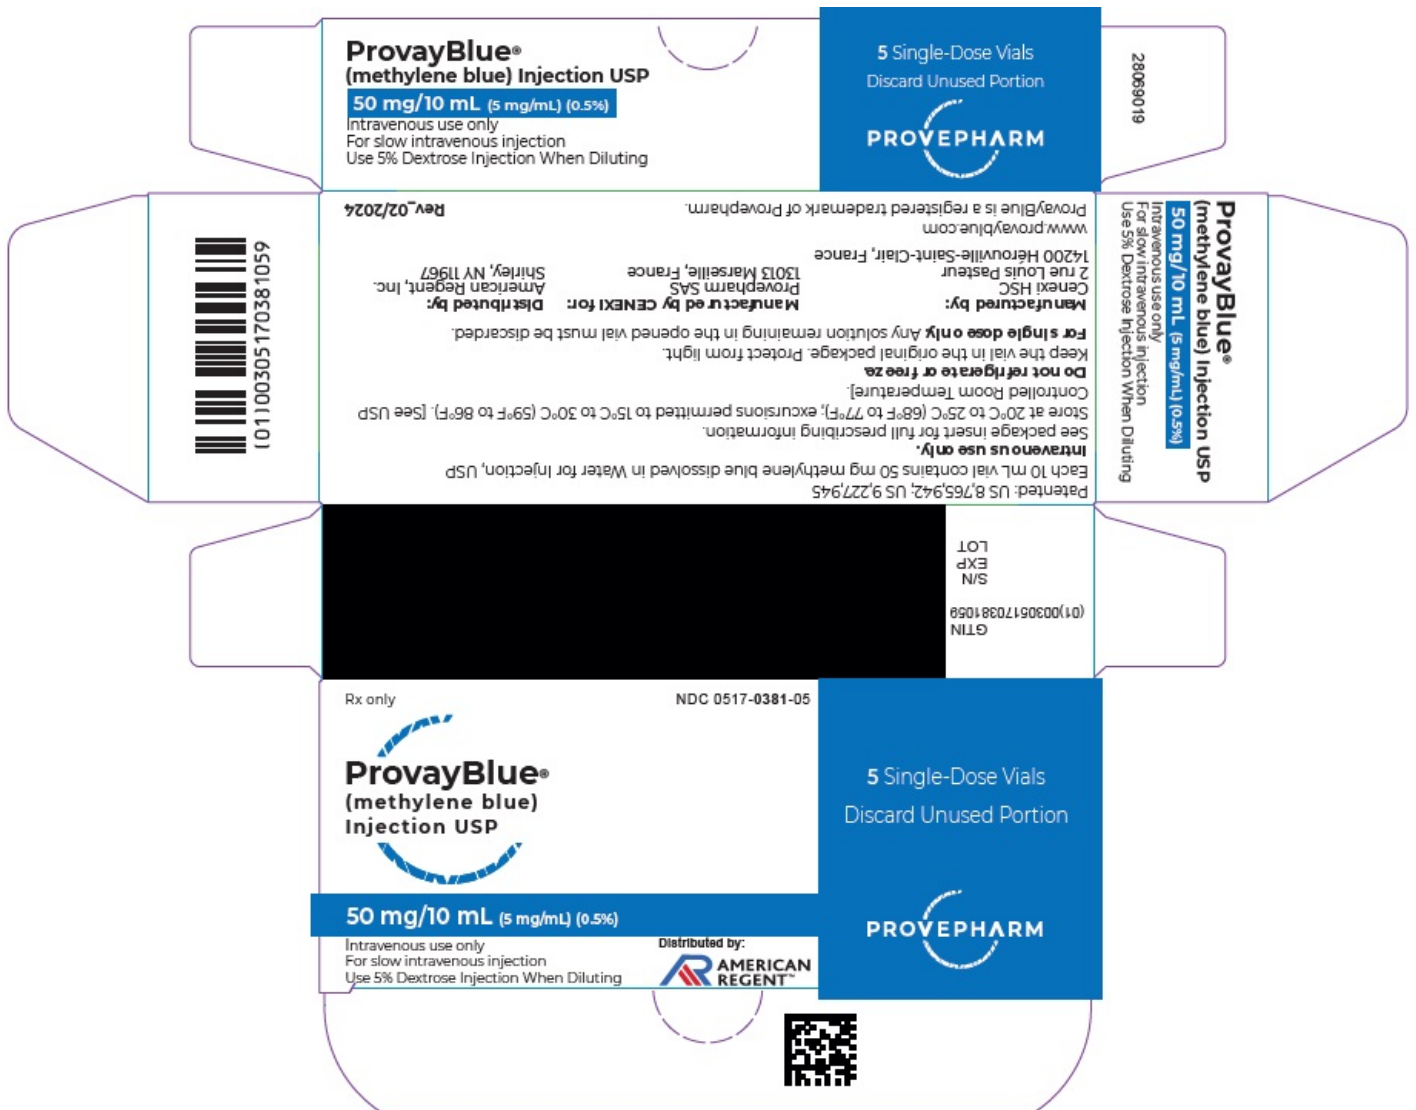 ProvayBlue®
(methylene blue) Injection USP
50 mg/10 mL (5 mg/mL) (0.5%)
Intravenous use only
For slow intravenous injection
Use 5% Dextrose Injection When Diluting
5 Single-Dose Vials
Discard Unused Portion
PROVEPHARM
28069019
(01)00305170381059
Patented: US 8,765,942; US 9,227,945
Each 10 mL vial contains 50 mg methylene blue dissolved in Water for Injection, USP
Intravenous use only.
See package insert for full prescribing information.
Store at 20°C to 25°C (68°F to 77°F); excursions permitted to 15°C to 30°C (59°F to 86°F). [See USP
Controlled Room Temperature].
Do not refrigerate or freeze.
Keep the vial in the original package. Protect from light.
For single dose only. Any solution remaining in the opened vial must be discarded.
Manufactured by:
Cenexi HSC
2 rue Louis Pasteur
14200 Hérouville-Saint-Clair, France
Manufactured by CENEXI for:
Provepharm SAS
13013 Marseille, France
Distributed by:
American Regent, Inc.
Shirley, NY 11967
www.provayblue.com
ProvayBlue is a registered trademark of Provepharm.
Rev_02/2024
ProvayBlue®
(methylene blue) Injection USP
50 mg/10 mL (5 mg/mL) (0.5%)
Intravenous use only
For slow intravenous injection
Use 5% Dextrose Injection When Diluting
GTIN
(01)00305170381059
S/N
EXP
LOT
Rx only
NDC 0517-0381-05
ProvayBlue®
(methylene blue)
Injection USP
50 mg/10 mL (5 mg/mL) (0.5%)
Intravenous use only
For slow intravenous injection
Use 5% Dextrose Injection When Diluting
Distributed by:
AMERICAN
REGENT™
5 Single-Dose Vials
Discard Unused Portion
PROVEPHARM